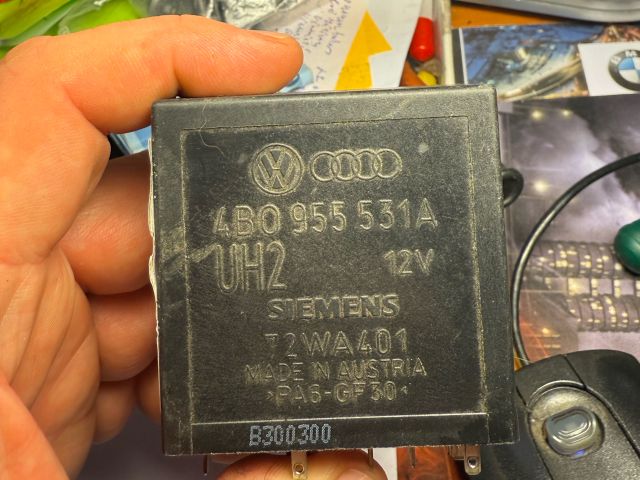 4B0 955 531A
UH2 12V
SIEMENS
72WA401
MADE IN AUSTRIA
>PA6-GF30<
B300300